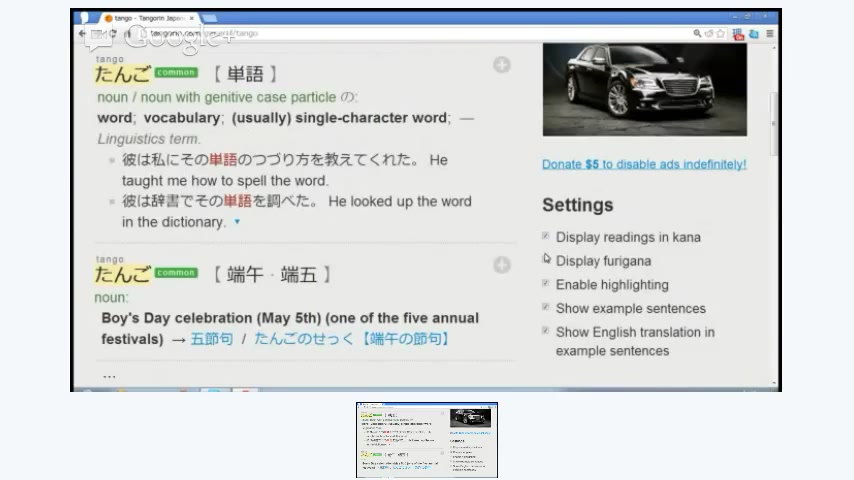 tango - Tangorin Japan
tangorin.com
/tango
Google+
tango
たんご common 【 単語 】
noun / noun with genitive case particle の:
word; vocabulary; (usually) single-character word; —
Linguistics term.
彼は私にその単語のつづり方を教えてくれた。 He
taught me how to spell the word.
彼は辞書でその単語を調べた。 He looked up the word
in the dictionary.
tango
たんご common 【 端午 · 端五 】
noun:
Boy's Day celebration (May 5th) (one of the five annual
festivals) → 五節句 / たんごのせっく【端午の節句】
...
Donate $5 to disable ads indefinitely!
Settings
Display readings in kana
Display furigana
Enable highlighting
Show example sentences
Show English translation in
example sentences